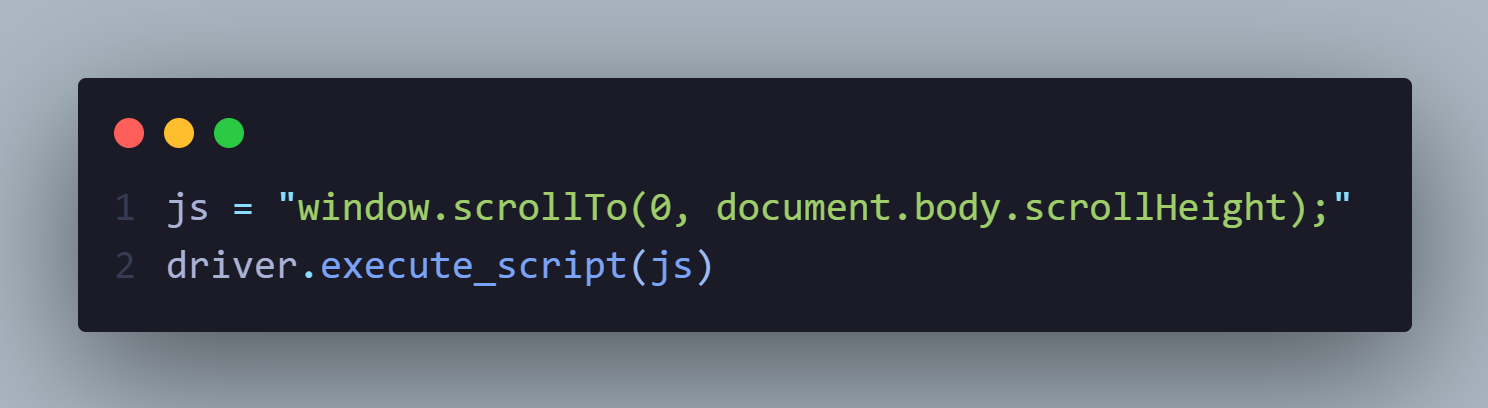 1 js = "window.scrollTo(0, document.body.scrollHeight);"
2 driver.execute_script(js)